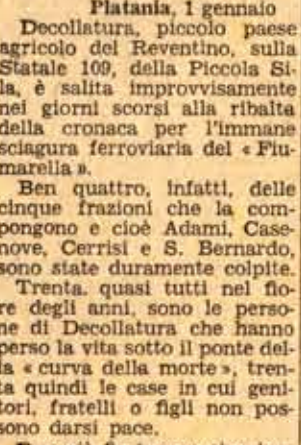 Platania, 1 gennaio
Decollatura, piccolo paese
agricolo del Reventino, sulla
Statale 109, della Piccola Si-
la, è salita improvvisamente
nei giorni scorsi alla ribalta
della cronaca per l'immane
sciagura ferroviaria del « Fiu-
marella ».
Ben quattro, infatti, delle
cinque frazioni che la com-
pongono e cioè Adami, Case-
nove, Cerrisi e S. Bernardo,
sono state duramente colpite.
Trenta, quasi tutti nel fio-
re degli anni, sono le perso-
ne di Decollatura che hanno
perso la vita sotto il ponte del-
la « curva della morte », tren-
ta quindi le case in cui geni-
tori, fratelli o figli non pos-
sono darsi pace.